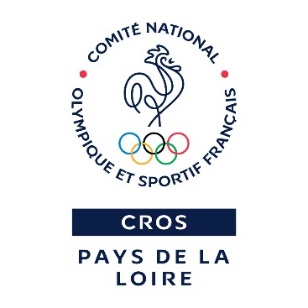 COMITÉ NATIONAL
OLYMPIQUE ET SPORTIF FRANÇAIS
CROS
PAYS DE LA
LOIRE